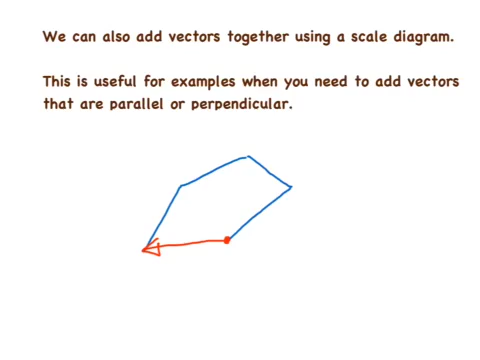 We can also add vectors together using a scale diagram.
This is useful for examples when you need to add vectors
that are parallel or perpendicular.